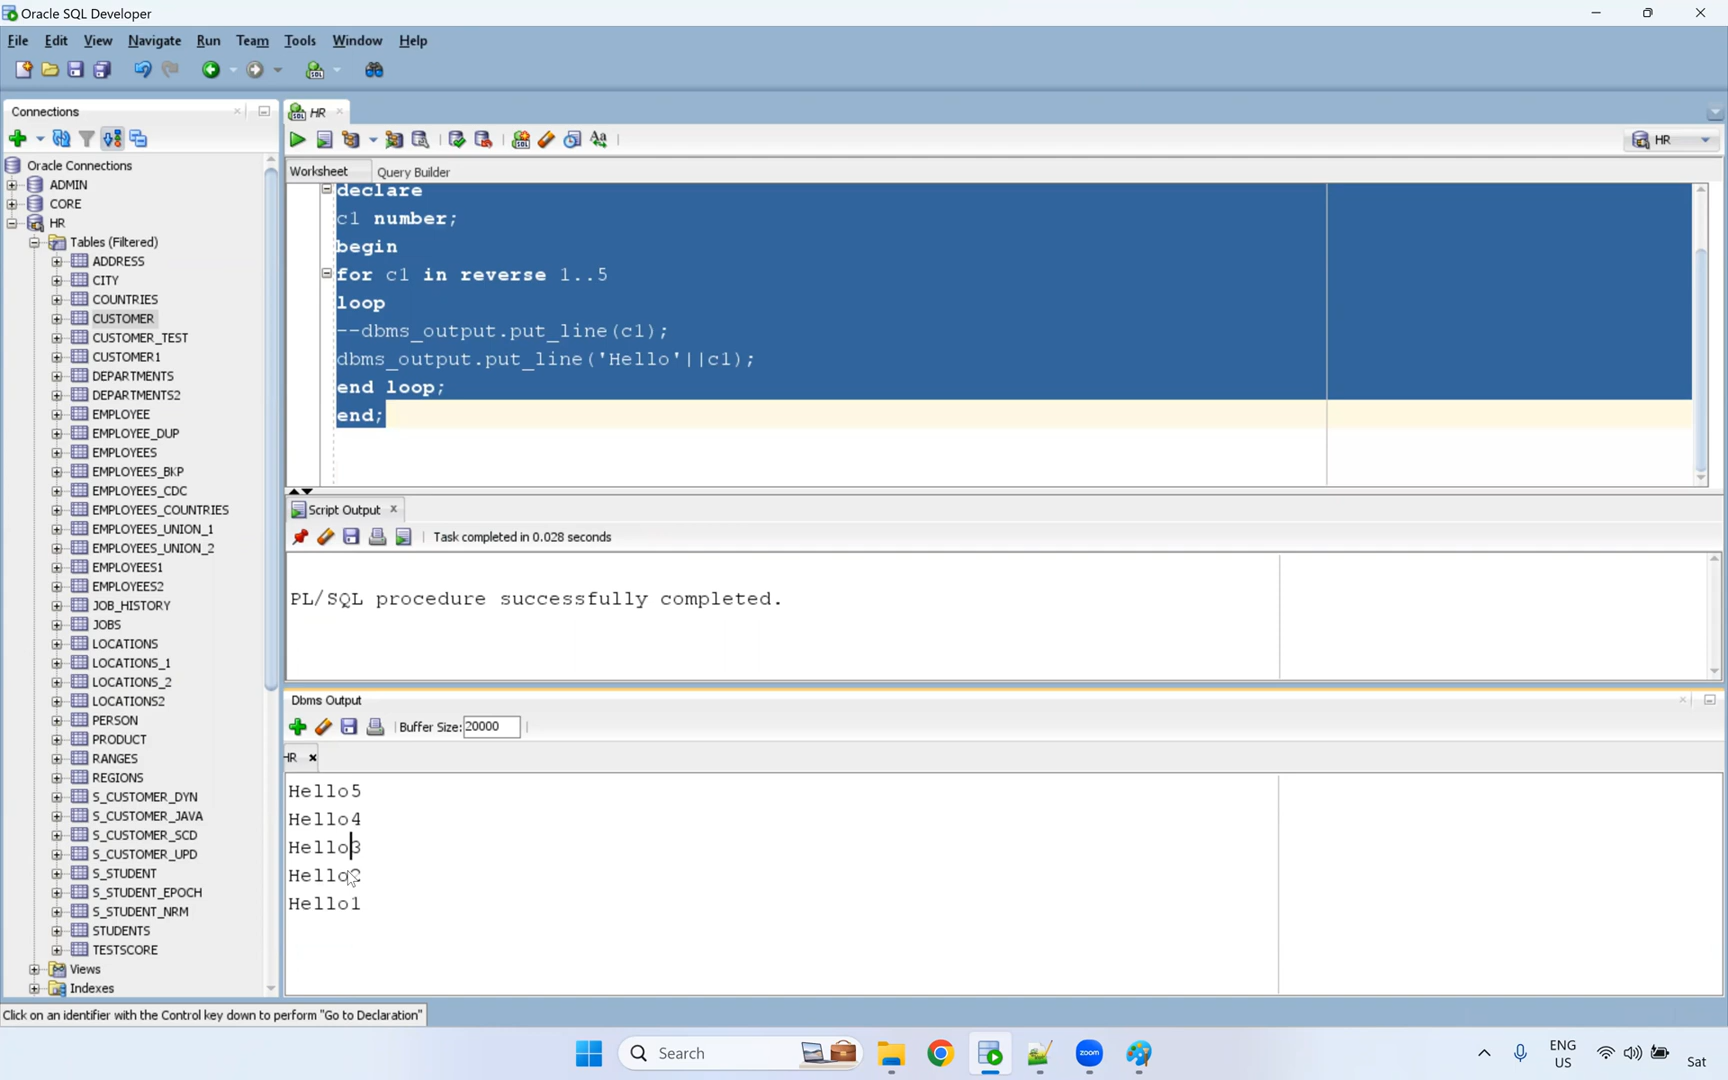 Oracle SQL Developer
File Edit View Navigate Run Team Tools Window Help
Connections
Oracle Connections
ADMIN
CORE
HR
Tables (Filtered)
ADDRESS
CITY
COUNTRIES
CUSTOMER
CUSTOMER_TEST
CUSTOMER1
DEPARTMENTS
DEPARTMENTS2
EMPLOYEE
EMPLOYEE_DUP
EMPLOYEES
EMPLOYEES_BKP
EMPLOYEES_CDC
EMPLOYEES_COUNTRIES
EMPLOYEES_UNION_1
EMPLOYEES_UNION_2
EMPLOYEES1
EMPLOYEES2
JOB_HISTORY
JOBS
LOCATIONS
LOCATIONS_1
LOCATIONS_2
LOCATIONS2
PERSON
PRODUCT
RANGES
REGIONS
S_CUSTOMER_DYN
S_CUSTOMER_JAVA
S_CUSTOMER_SCD
S_CUSTOMER_UPD
S_STUDENT
S_STUDENT_EPOCH
S_STUDENT_NRM
STUDENTS
TESTSCORE
Views
Indexes
HR
HR
Worksheet Query Builder
declare
c1 number;
begin
for c1 in reverse 1..5
loop
--dbms_output.put_line(c1);
dbms_output.put_line('Hello'||c1);
end loop;
end;
Script Output
Task completed in 0.028 seconds
PL/SQL procedure successfully completed.
Dbms Output
Buffer Size: 20000
HR
Hello5
Hello4
Hello3
Hello2
Hello1
Click on an identifier with the Control key down to perform "Go to Declaration"
Search
zoom
ENG
US
Sat